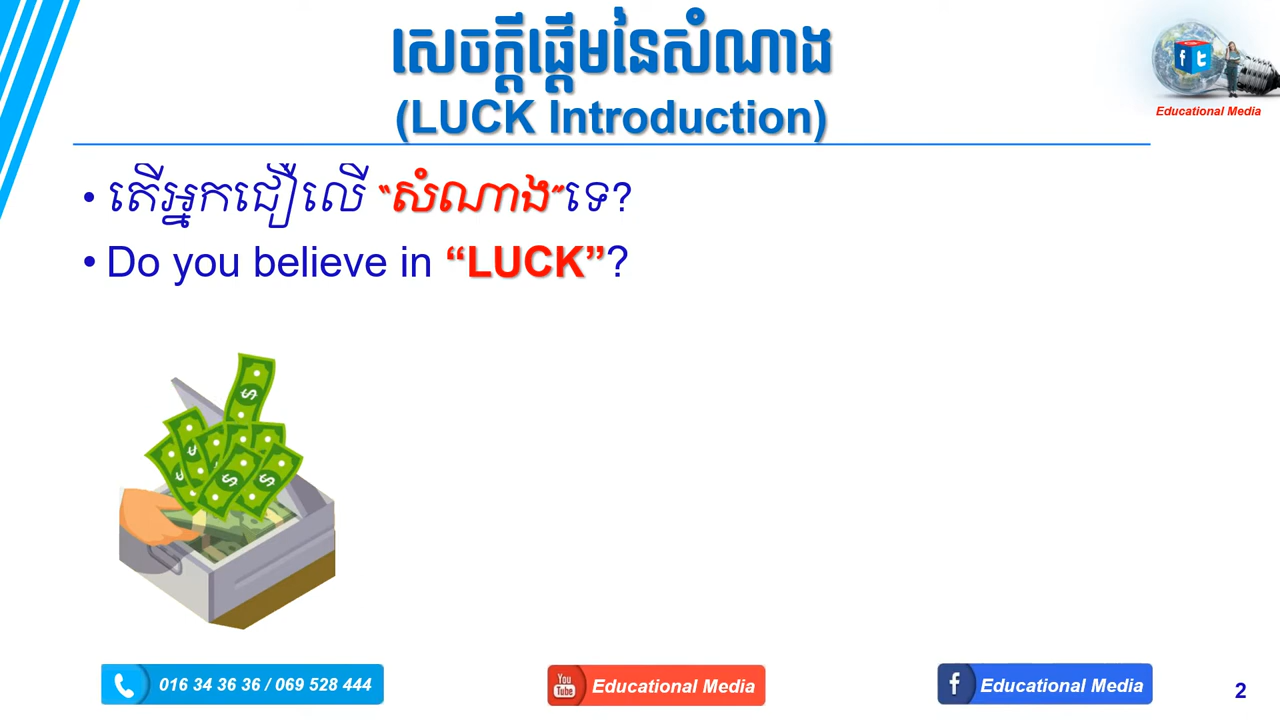 សេចក្តីផ្តើមនៃសំណាង
(LUCK Introduction)
Educational Media
• តើអ្នកជឿលើ “សំណាង”ទេ?
• Do you believe in “LUCK”?
016 34 36 36 / 069 528 444
You Tube Educational Media
f Educational Media
2